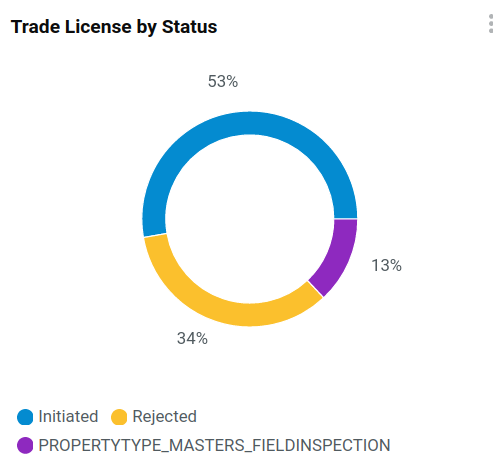 Trade License by Status
53%
13%
34%
Initiated Rejected
PROPERTYTYPE_MASTERS_FIELDINSPECTION